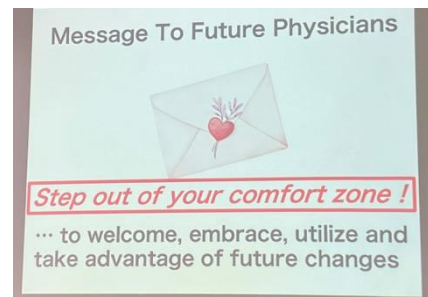 Message To Future Physicians
Step out of your comfort zone !
… to welcome, embrace, utilize and
take advantage of future changes